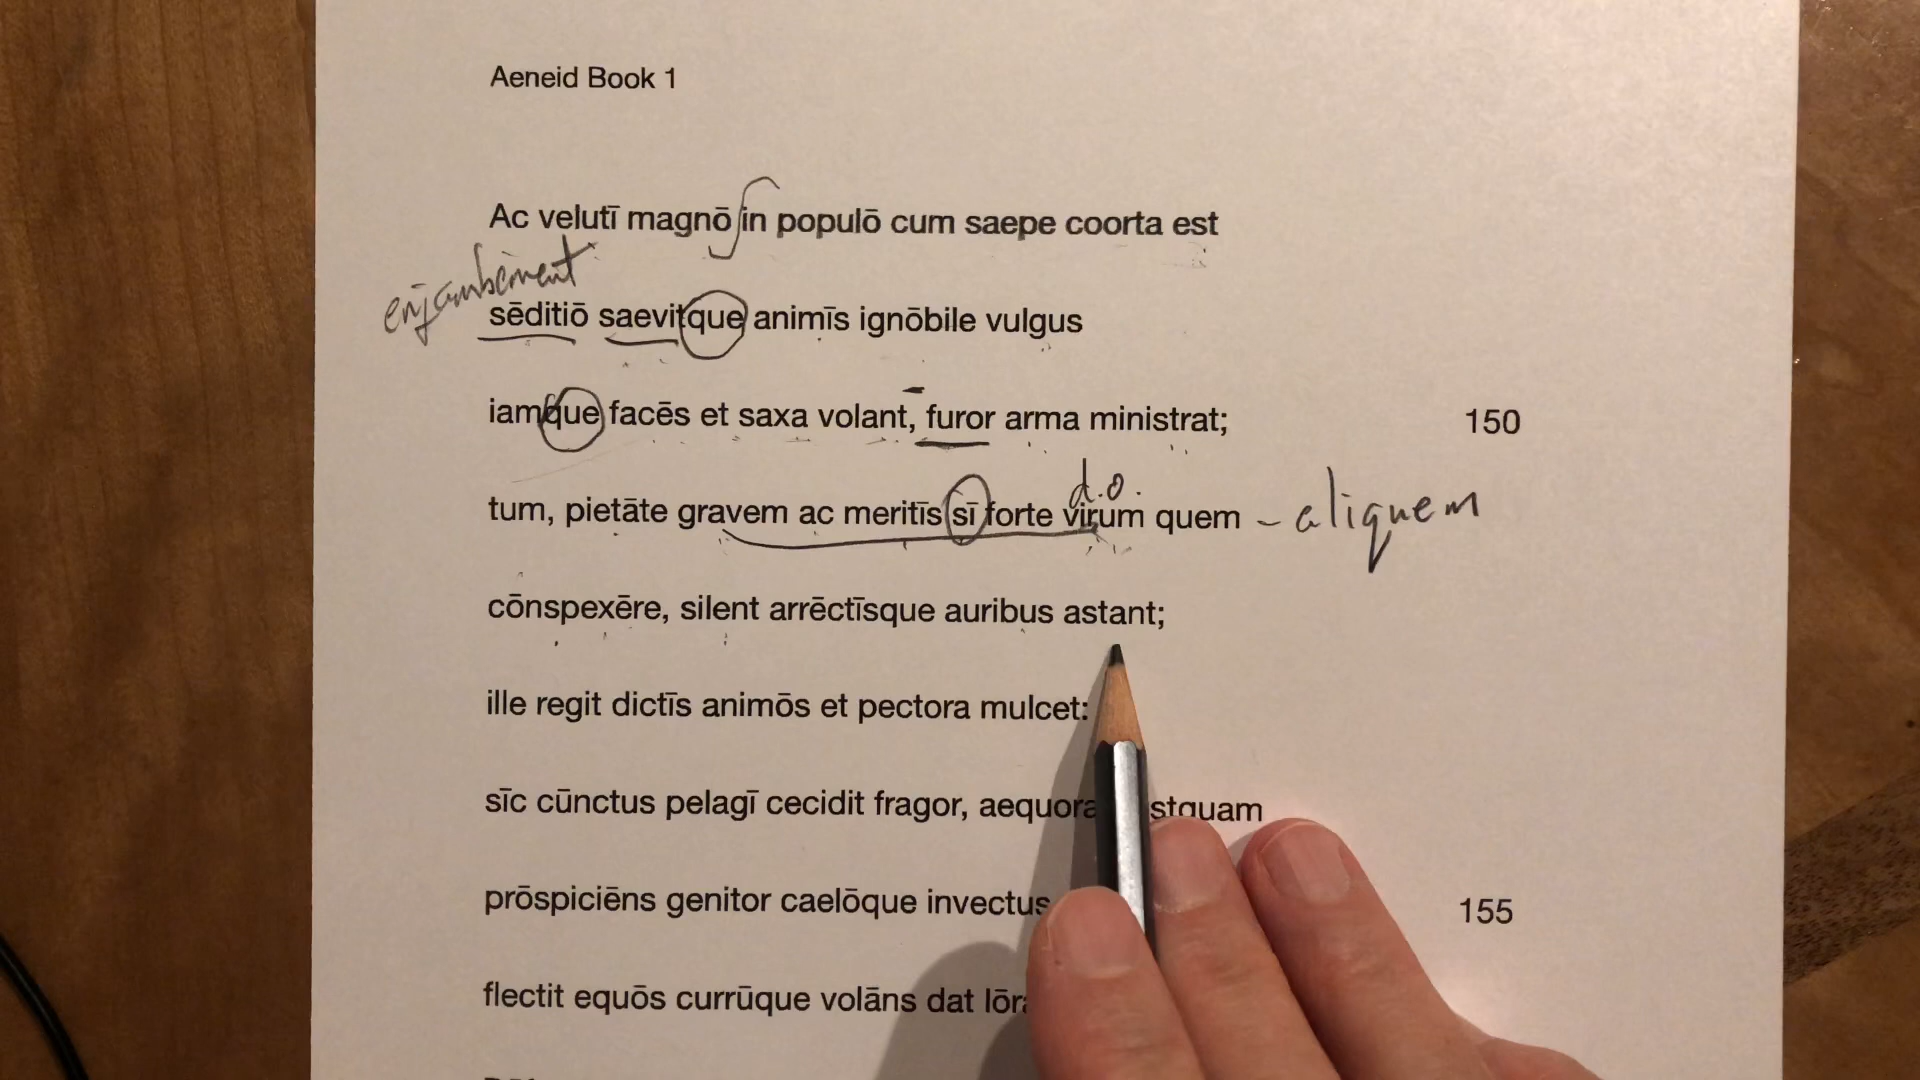 Aeneid Book 1
Ac velutī magnō in populō cum saepe coorta est
enjambement
sēditiō saevitque animīs ignōbile vulgus
iamque facēs et saxa volant, furor arma ministrat; 150
d.o.
tum, pietāte gravem ac meritīs sī forte virum quem – aliquem
cōnspexēre, silent arrēctīsque auribus astant;
ille regit dictīs animōs et pectora mulcet:
sīc cūnctus pelagī cecidit fragor, aequora
prōspiciēns genitor caelōque invectus 155
flectit equōs currūque volāns dat